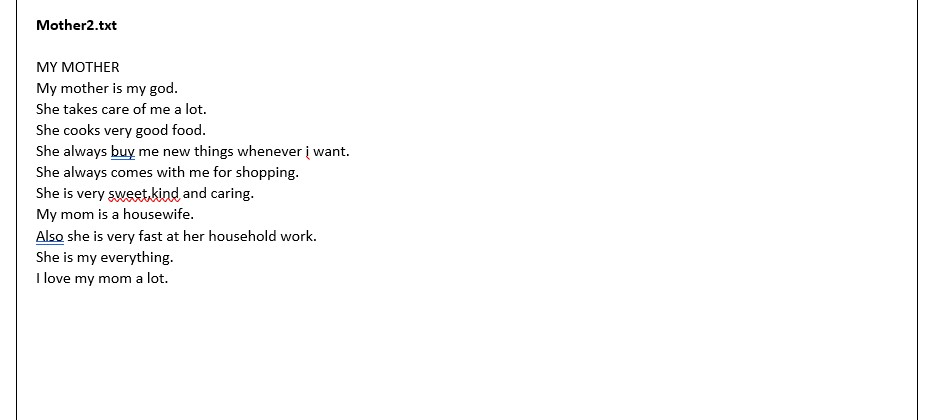 Mother2.txt
MY MOTHER
My mother is my god.
She takes care of me a lot.
She cooks very good food.
She always buy me new things whenever i want.
She always comes with me for shopping.
She is very sweet,kind and caring.
My mom is a housewife.
Also she is very fast at her household work.
She is my everything.
I love my mom a lot.